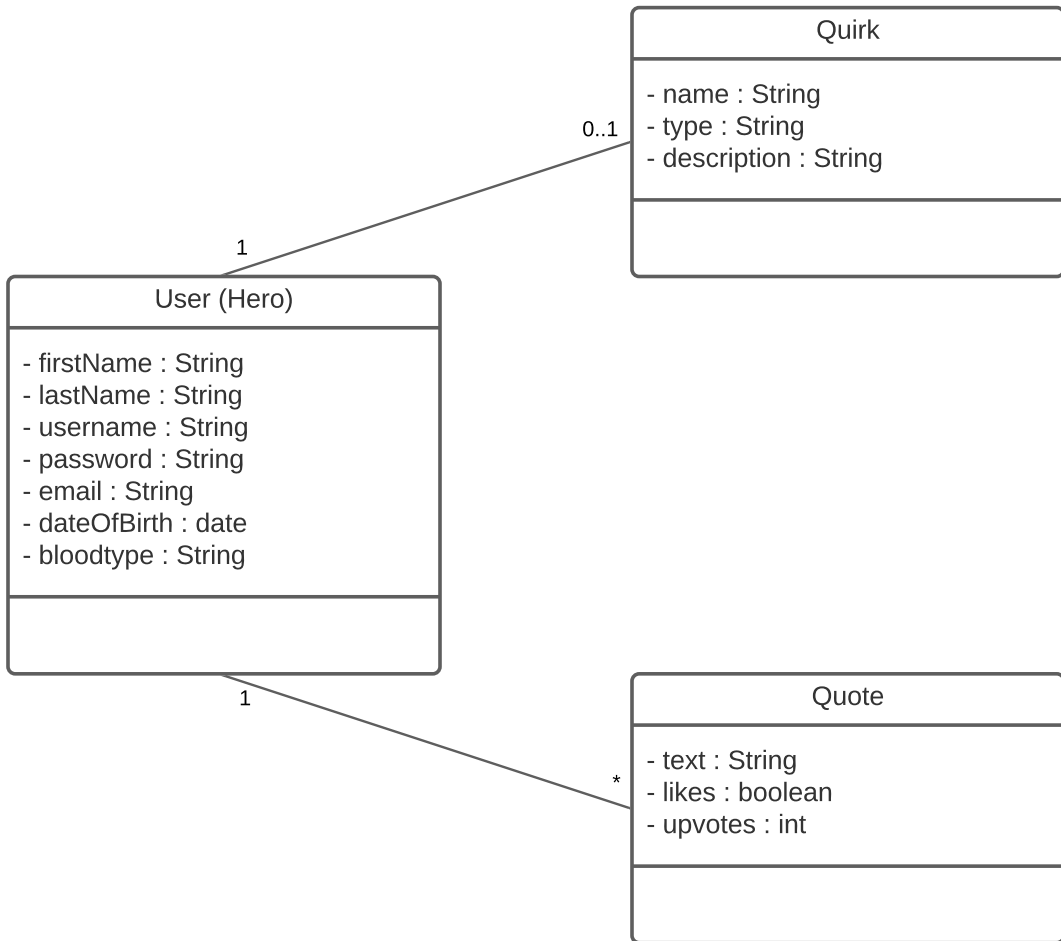 Quirk
- name : String
- type : String
- description : String
0..1
1
User (Hero)
- firstName : String
- lastName : String
- username : String
- password : String
- email : String
- dateOfBirth : date
- bloodtype : String
1
*
Quote
- text : String
- likes : boolean
- upvotes : int